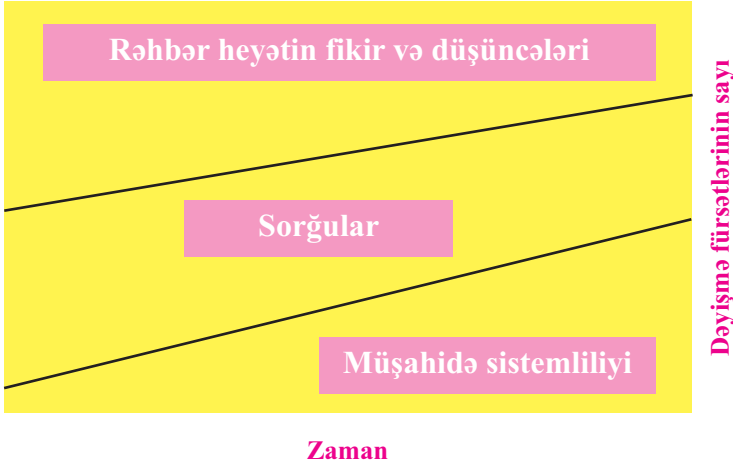 Rəhbər heyətin fikir və düşüncələri
Sorğular
Müşahidə sistemliliyi
Zaman
Dəyişmə fürsətlərinin sayı